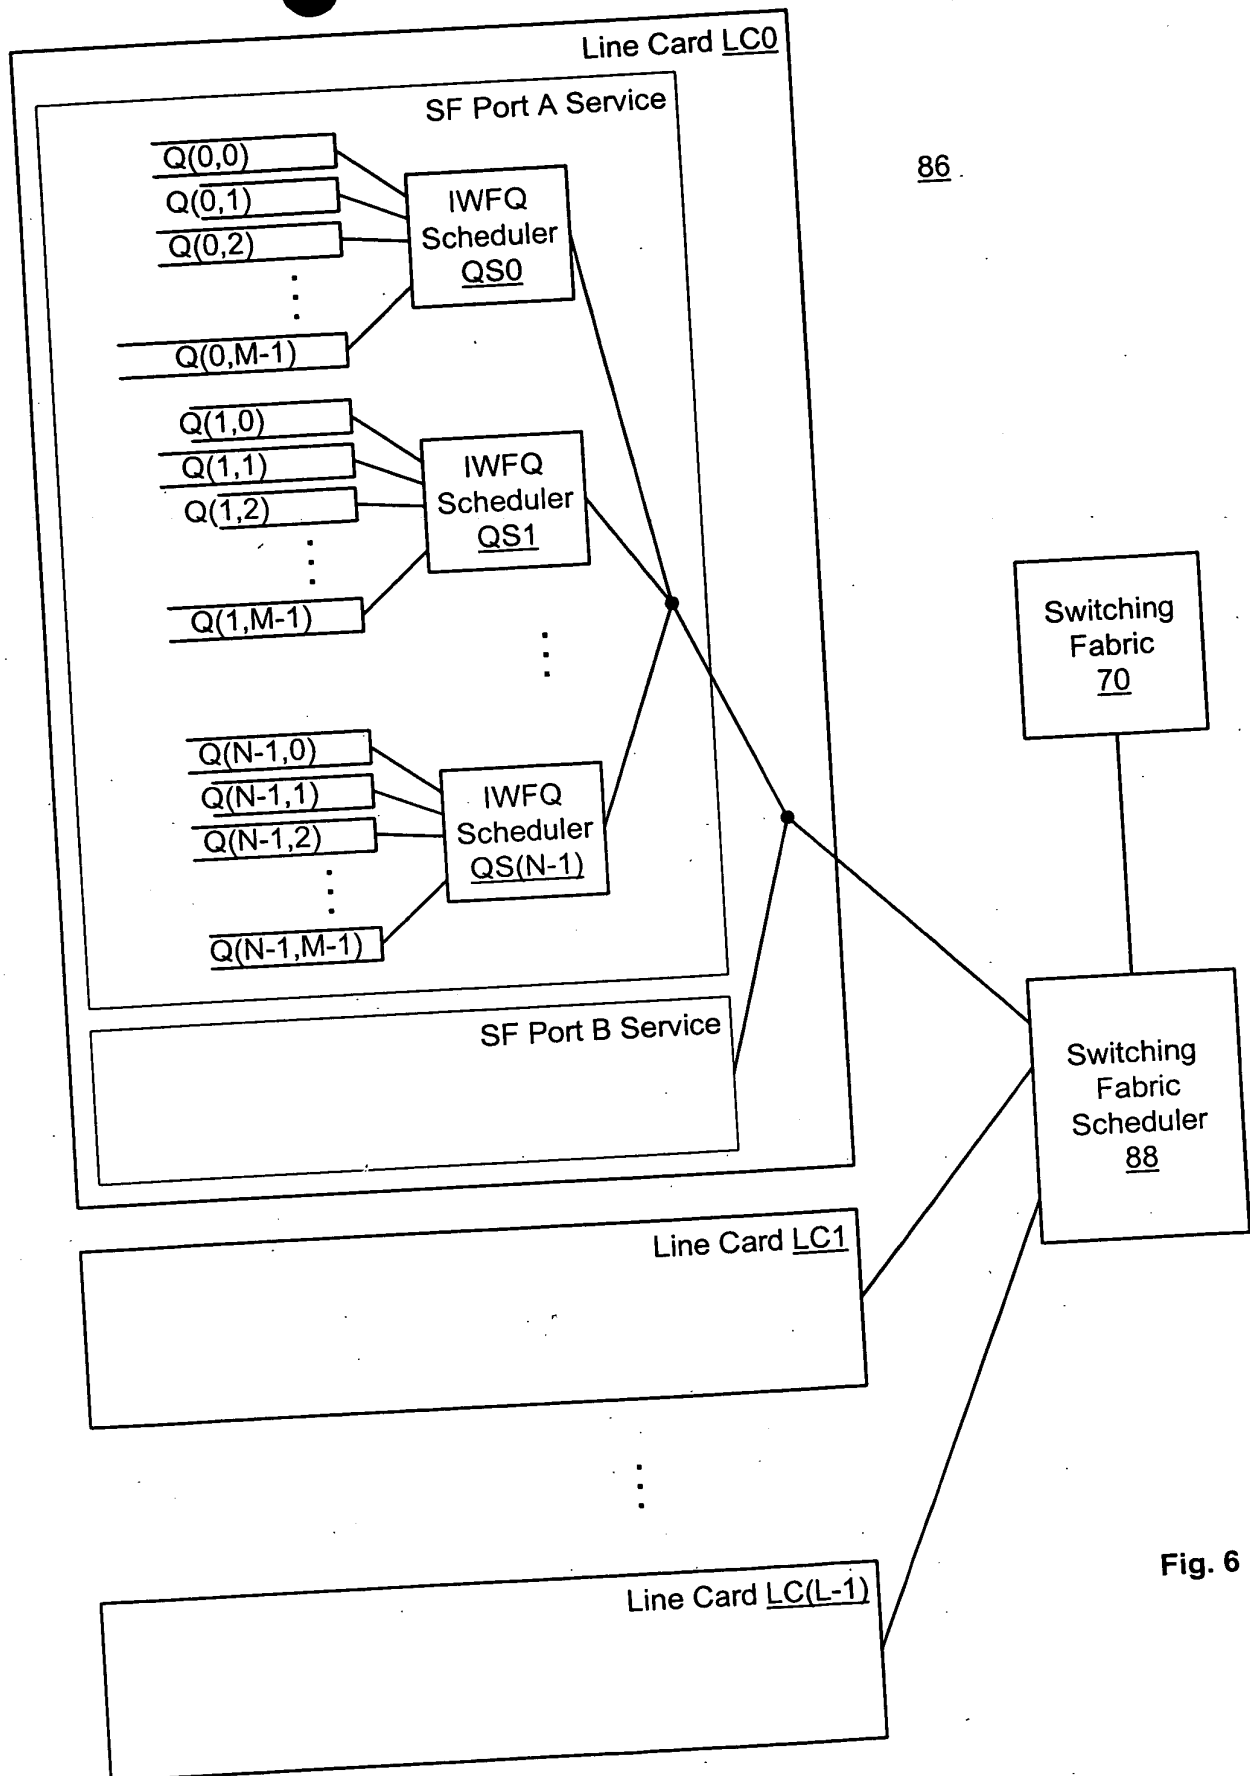 Line Card LC0
SF Port A Service
Q(0,0)
Q(0,1)
Q(0,2)
Q(0,M-1)
IWFQ
Scheduler
QS0
86
Q(1,0)
Q(1,1)
Q(1,2)
Q(1,M-1)
IWFQ
Scheduler
QS1
Switching
Fabric
70
Q(N-1,0)
Q(N-1,1)
Q(N-1,2)
Q(N-1,M-1)
IWFQ
Scheduler
QS(N-1)
SF Port B Service
Switching
Fabric
Scheduler
88
Line Card LC1
Line Card LC(L-1)
Fig. 6